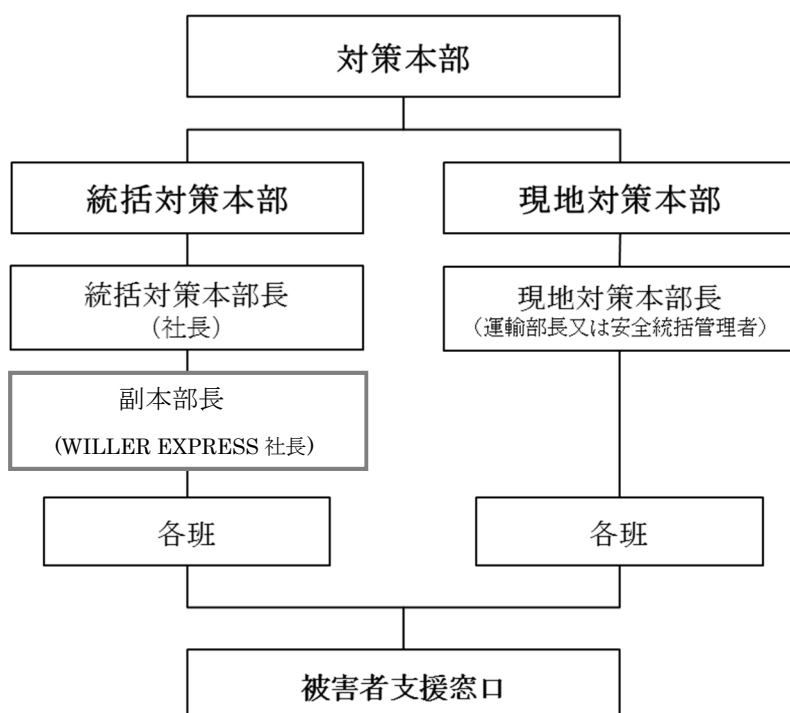 対策本部
統括対策本部
現地対策本部
統括対策本部長
(社長)
現地対策本部長
(運輸部長又は安全統括管理者)
副本部長
(WILLER EXPRESS 社長)
各班
各班
被害者支援窓口